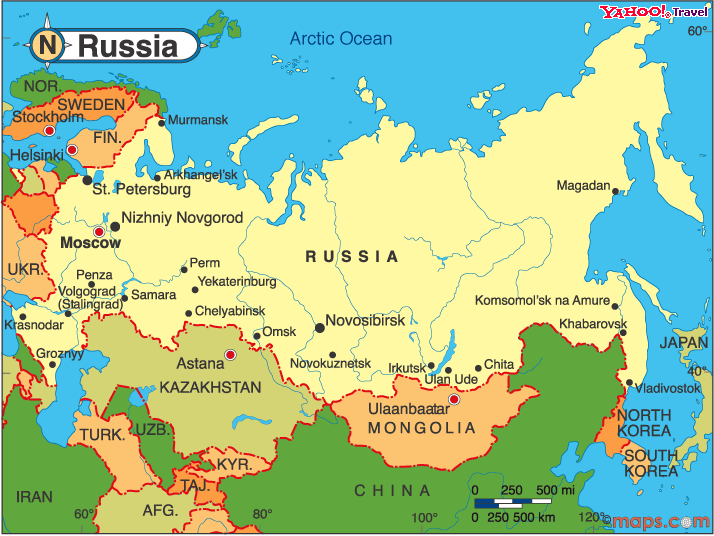 YAHOO! Travel
60°
N Russia
Arctic Ocean
NOR.
SWEDEN
Stockholm
FIN.
Murmansk
Helsinki
Arkhangel'sk
St. Petersburg
Magadan
Nizhniy Novgorod
Moscow
RUSSIA
UKR.
Perm
Penza
Yekaterinburg
Volgograd
(Stalingrad)
Samara
Komsomol'sk na Amure
Krasnodar
Chelyabinsk
Novosibirsk
Khabarovsk
Omsk
JAPAN
Groznyy
Astana
Novokuznetsk
Irkutsk
Chita
40°
Ulan Ude
KAZAKHSTAN
Vladivostok
Ulaanbaatar
MONGOLIA
NORTH
KOREA
TURK.
UZB.
SOUTH
KOREA
KYR.
TAJ.
IRAN
CHINA
0 250 500 mi
AFG.
60°
80°
100°
0 250 500 km
120°
©maps.com